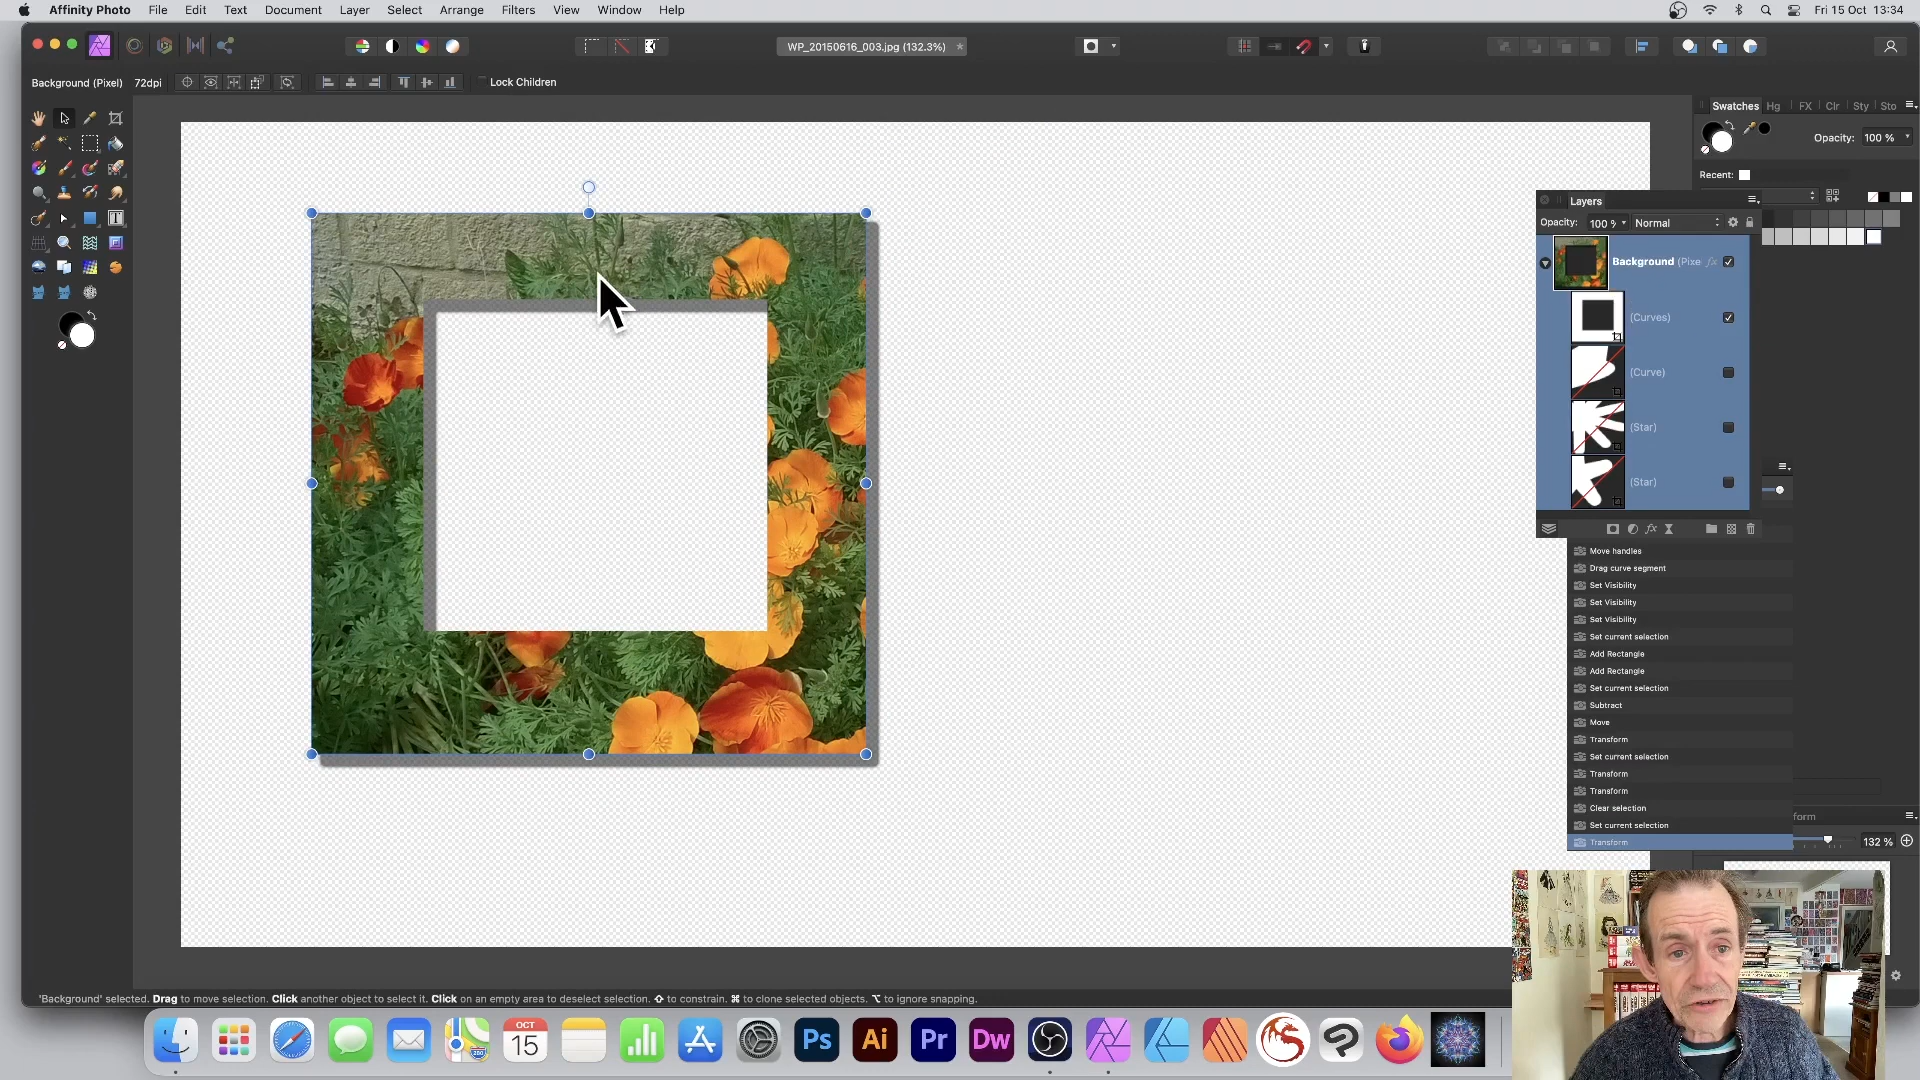 Affinity Photo File Edit Text Document Layer Select Arrange Filters View Window Help Fri 15 Oct 13:34
WP_20150616_003.jpg (132.3%)
Background (Pixel) 72dpi Lock Children
Swatches Hg FX Clr Sty Sto
Opacity: 100 %
Recent:
Layers
Opacity: 100 % Normal
Background (Pixe fx
(Curves)
(Curve)
(Star)
(Star)
Move handles
Drag curve segment
Set Visibility
Set Visibility
Set Visibility
Set current selection
Add Rectangle
Add Rectangle
Set current selection
Subtract
Move
Transform
Set current selection
Transform
Transform
Clear selection
Set current selection
Transform
form
132 %
'Background' selected. Drag to move selection. Click another object to select it. Click on an empty area to deselect selection. ⇧ to constrain. ⌘ to clone selected objects. ⌥ to ignore snapping.
OCT
15
280
Ps Ai Pr Dw